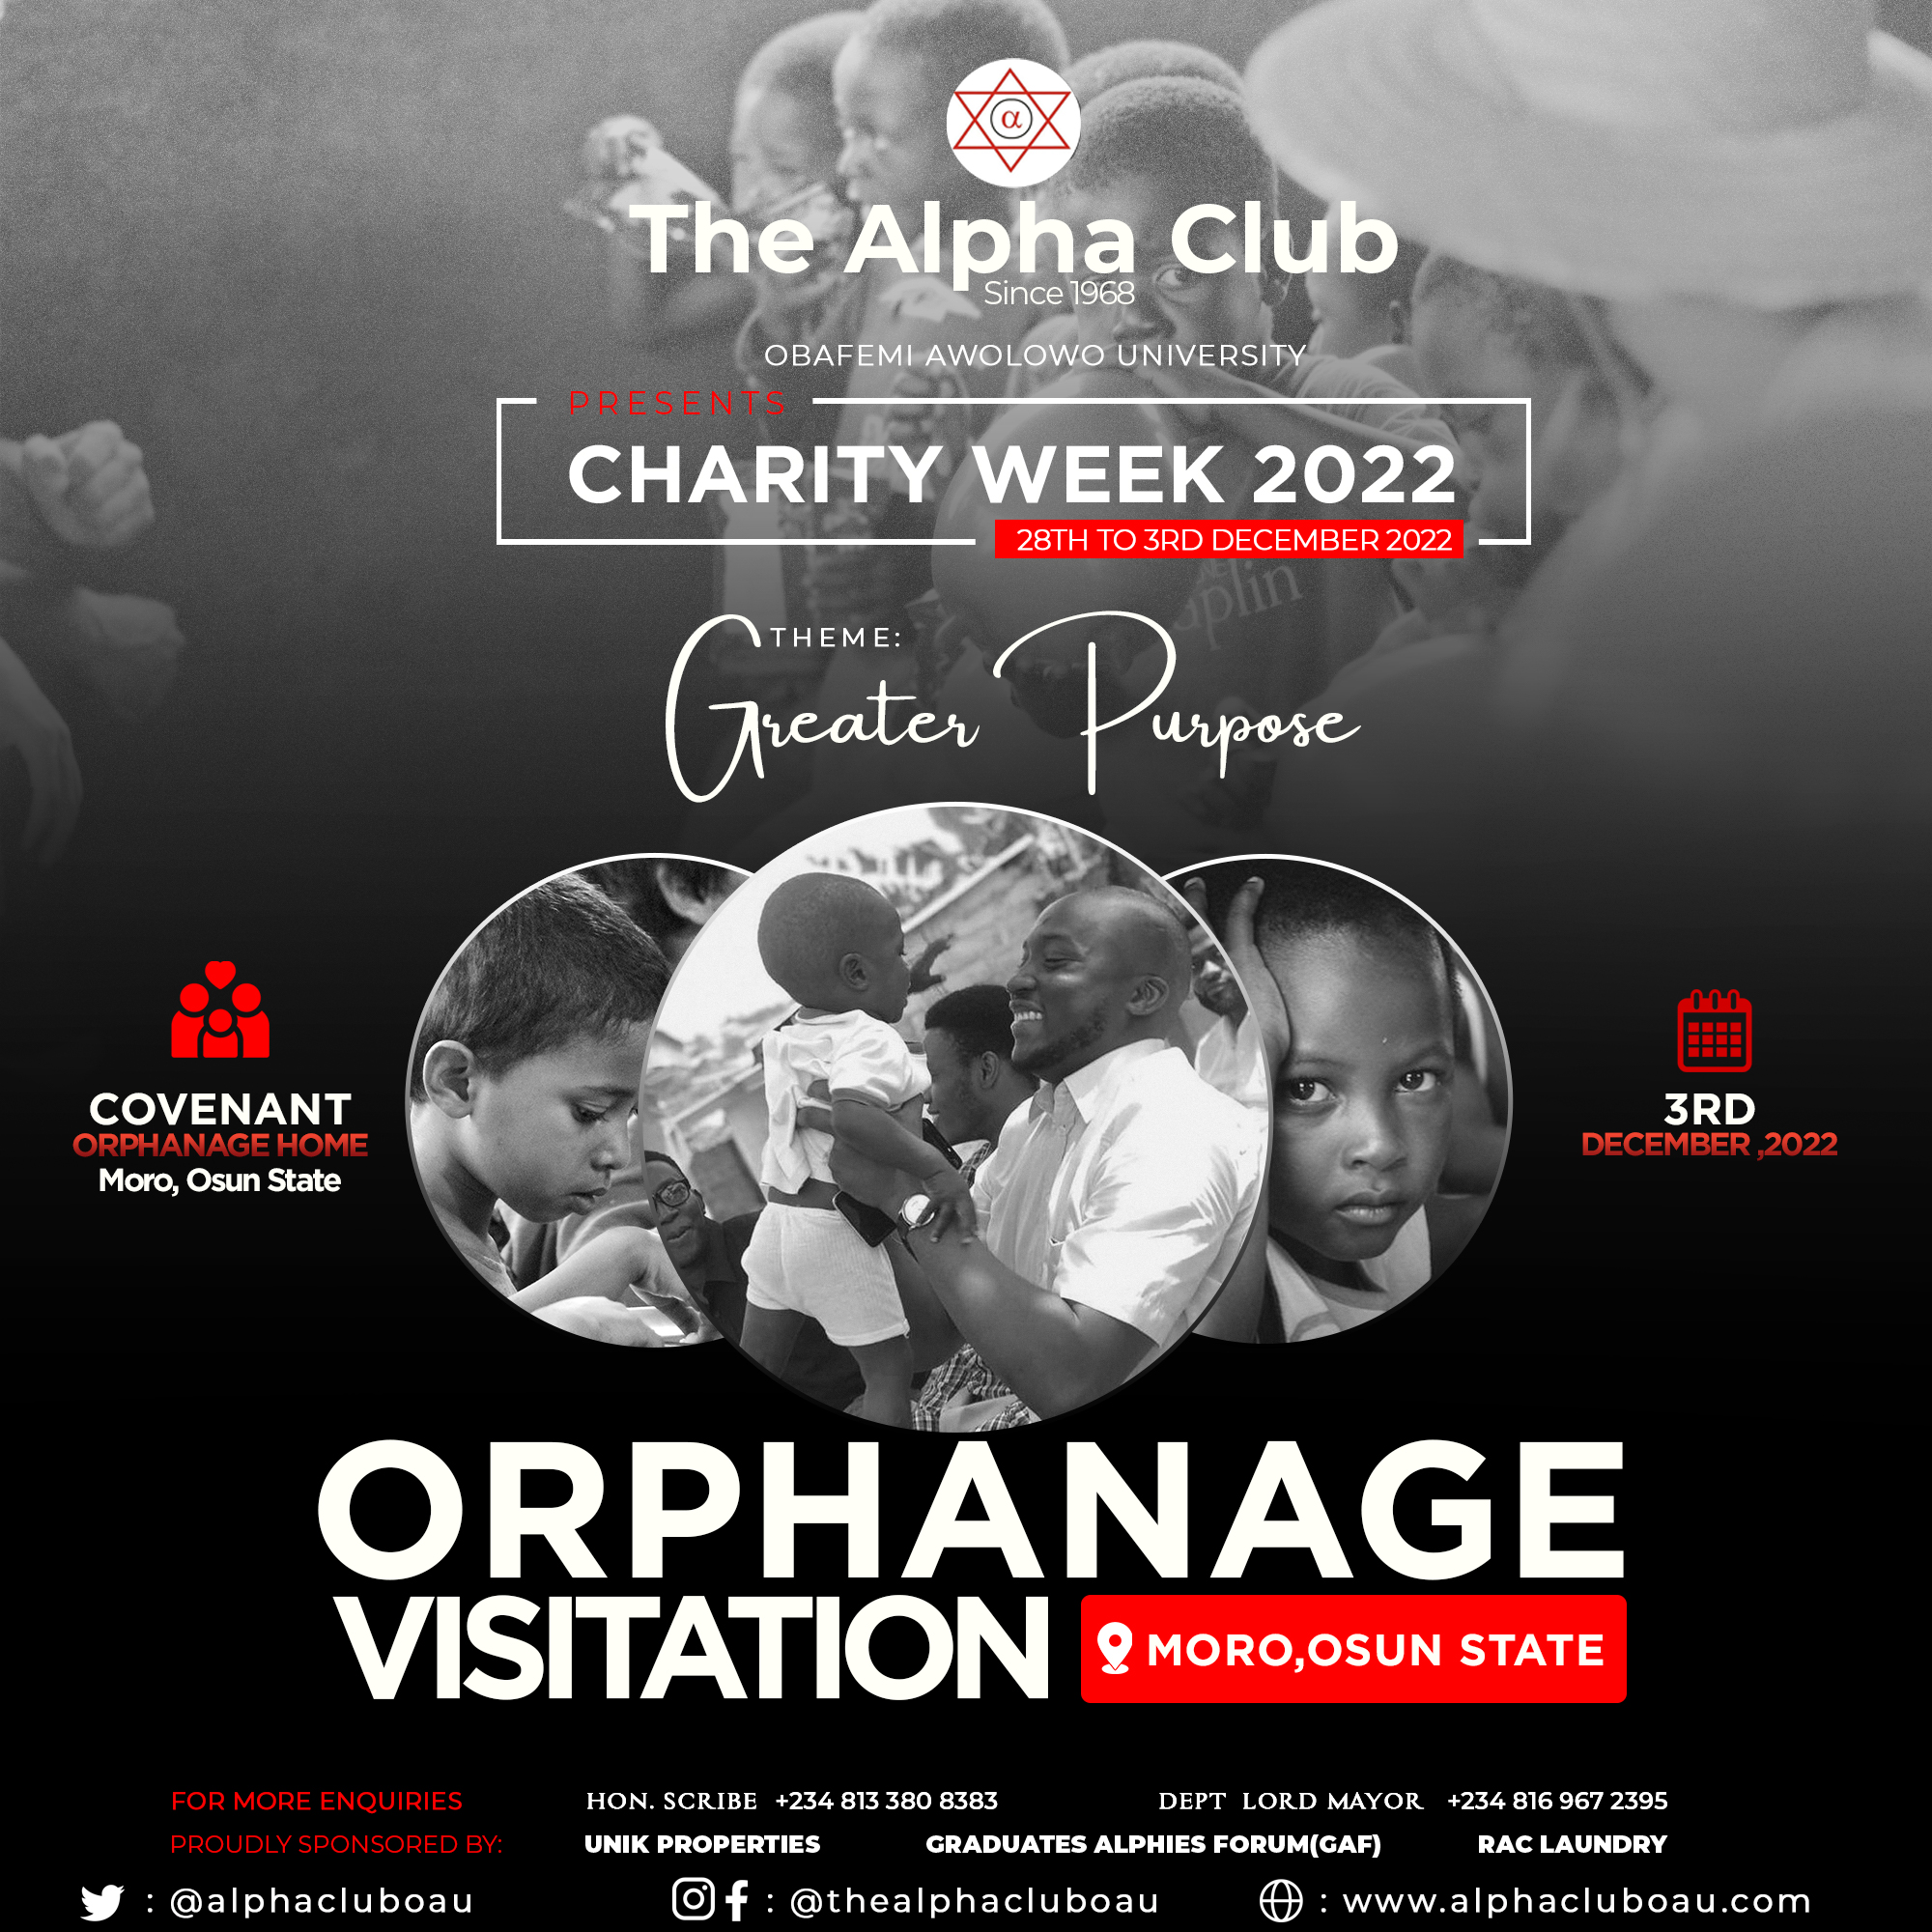 α
The Alpha Club
Since 1968
OBAFEMI AWOLOWO UNIVERSITY
PRESENTS
CHARITY WEEK 2022
28TH TO 3RD DECEMBER 2022
THEME:
Greater Purpose
COVENANT
ORPHANAGE HOME
Moro, Osun State
3RD
DECEMBER ,2022
ORPHANAGE
VISITATION
MORO,OSUN STATE
FOR MORE ENQUIRIES HON. SCRIBE +234 813 380 8383 DEPT LORD MAYOR +234 816 967 2395
PROUDLY SPONSORED BY: UNIK PROPERTIES GRADUATES ALPHIES FORUM(GAF) RAC LAUNDRY
: @alphacluboau : @thealphacluboau : www.alphacluboau.com